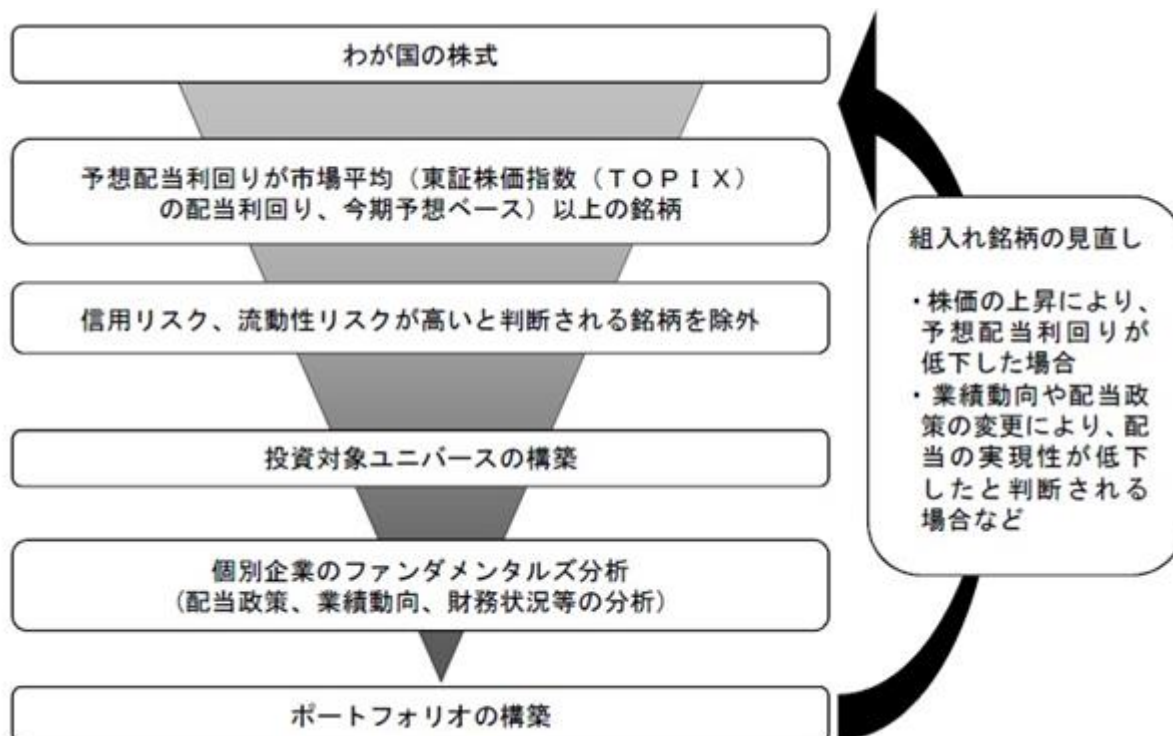 わが国の株式
予想配当利回りが市場平均（東証株価指数（ＴＯＰＩＸ）
の配当利回り、今期予想ベース）以上の銘柄
信用リスク、流動性リスクが高いと判断される銘柄を除外
投資対象ユニバースの構築
個別企業のファンダメンタルズ分析
（配当政策、業績動向、財務状況等の分析）
ポートフォリオの構築
組入れ銘柄の見直し
・株価の上昇により、
予想配当利回りが
低下した場合
・業績動向や配当政
策の変更により、配
当の実現性が低下
したと判断される
場合など